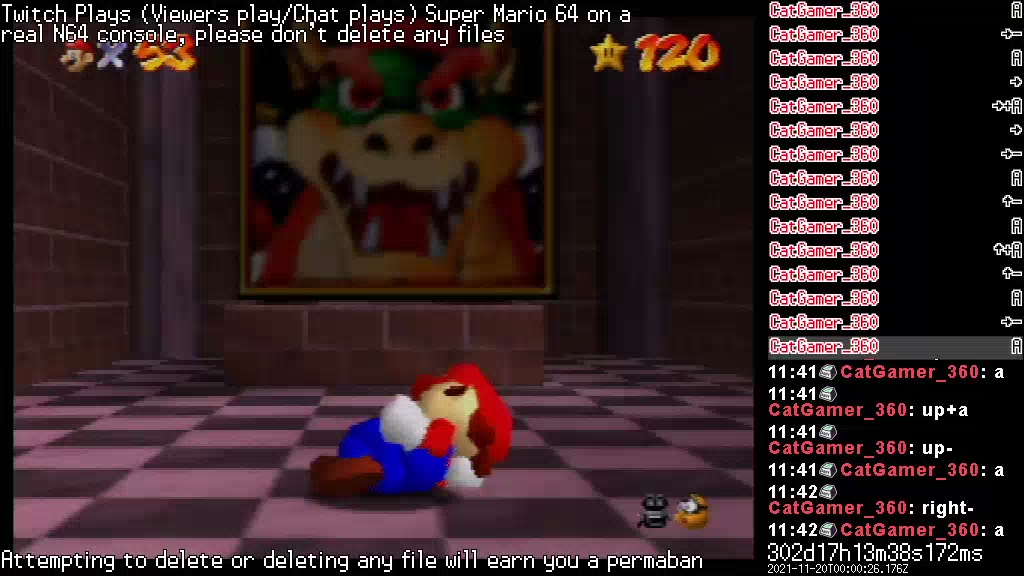 Twitch Plays (Viewers play/Chat plays) Super Mario 64 on a
real N64 console, please don't delete any files
120
CatGamer_360 A
CatGamer_360 →-
CatGamer_360 A
CatGamer_360 →
CatGamer_360 →+A
CatGamer_360 →
CatGamer_360 →-
CatGamer_360 A
CatGamer_360 ↑-
CatGamer_360 A
CatGamer_360 ↑+A
CatGamer_360 ↑-
CatGamer_360 A
CatGamer_360 →-
CatGamer_360 A
11:41 CatGamer_360: a
11:41
CatGamer_360: up+a
11:41
CatGamer_360: up-
11:41 CatGamer_360: a
11:42
CatGamer_360: right-
11:42 CatGamer_360: a
302d17h13m38s172ms
2021-11-20T00:00:26.176Z
Attempting to delete or deleting any file will earn you a permaban